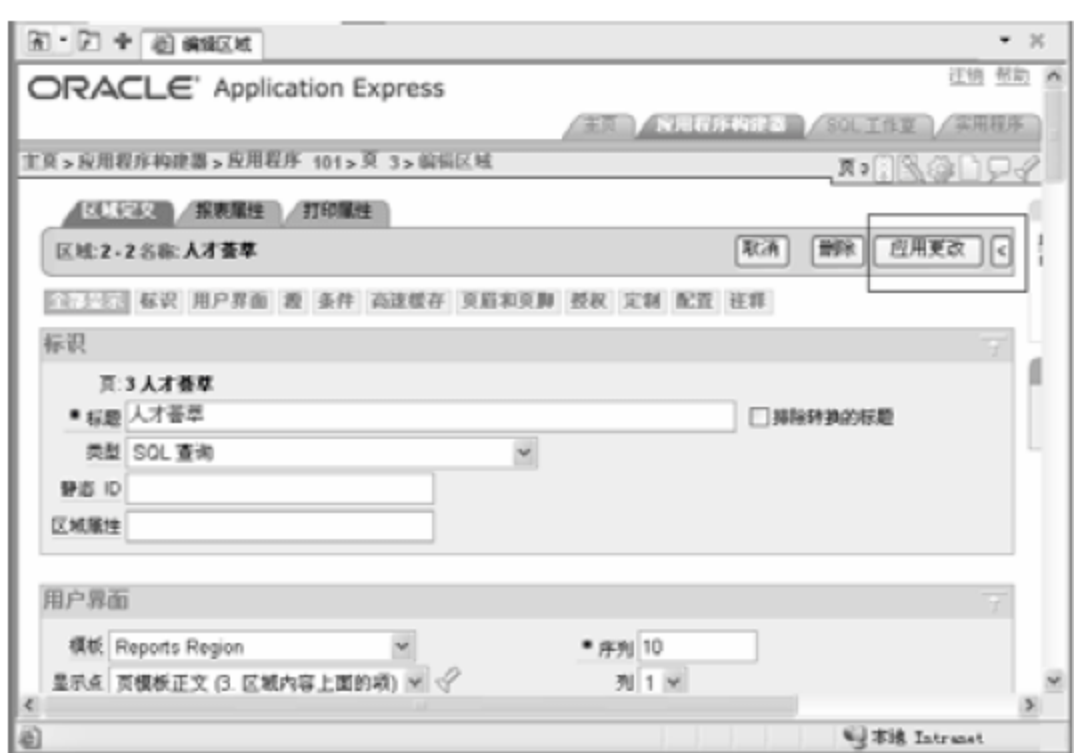 编辑区域
ORACLE Application Express
注销 帮助
主页 应用程序构建器 SQL 工作室 实用程序
主页 > 应用程序构建器 > 应用程序 101 > 页 3 > 编辑区域
页
区域定义 报表属性 打印属性
区域: 2 - 2 名称: 人才荟萃
取消 删除 应用更改 <
全部显示 标识 用户界面 源 条件 高速缓存 页眉和页脚 授权 定制 配置 注释
标识
页: 3 人才荟萃
* 标题 人才荟萃
排除转换的标题
类型 SQL 查询
静态 ID
区域属性
用户界面
模板 Reports Region
* 序列 10
显示点 页模板正文 (3. 区域内容上面的项)
列 1
本地 Intranet